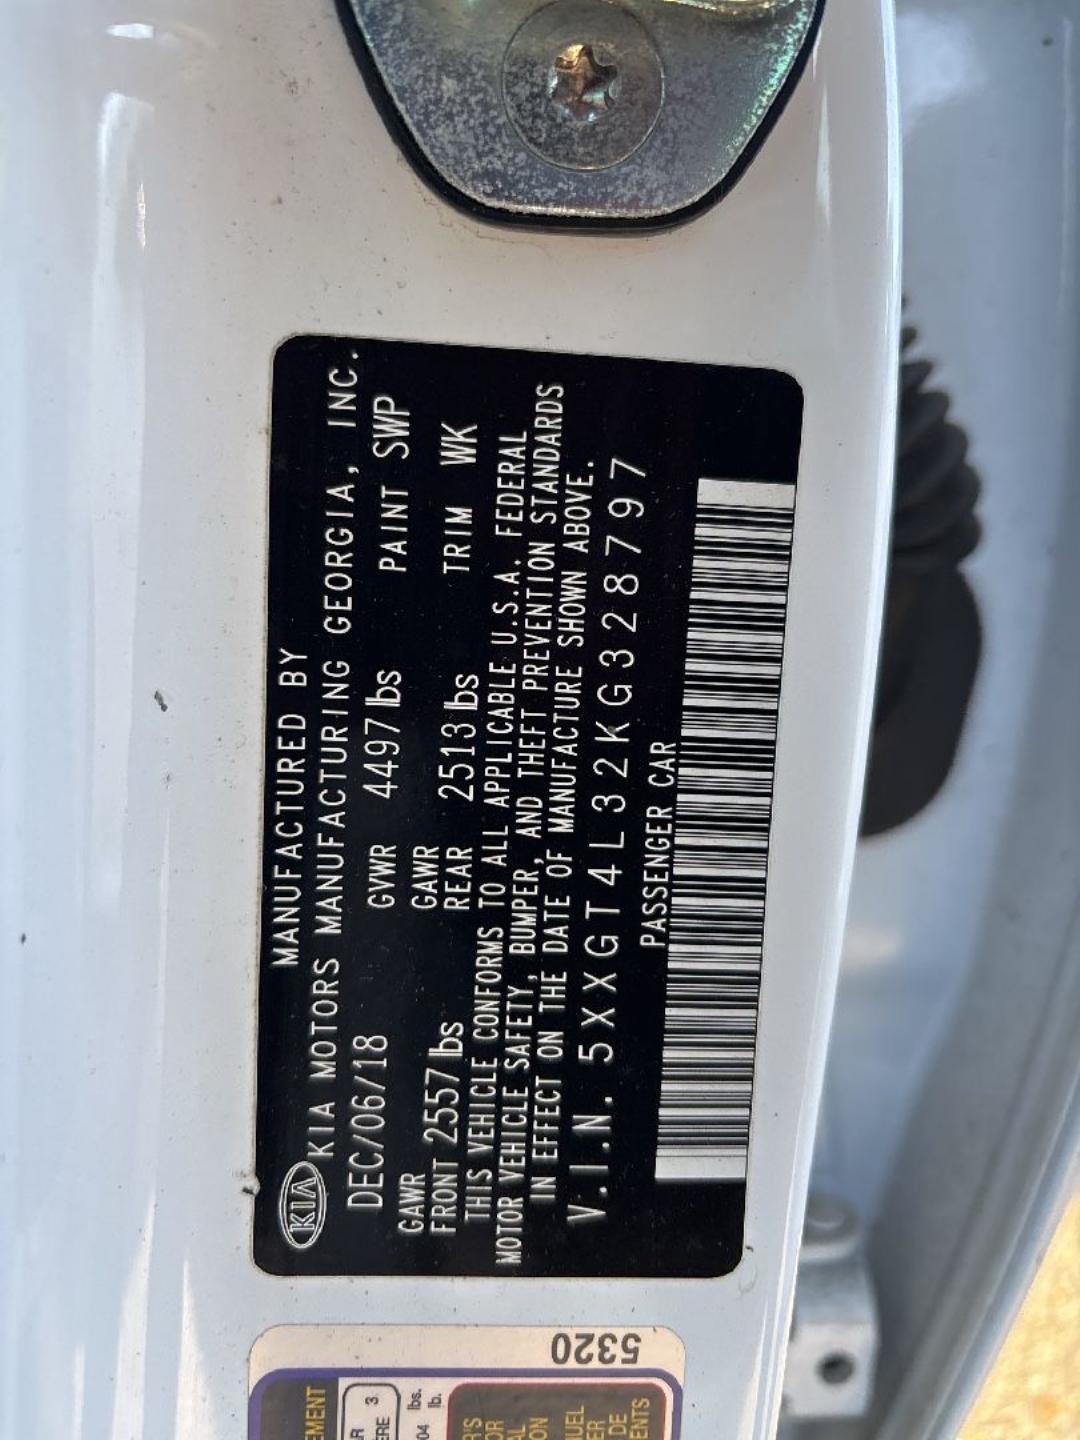 KIA
MANUFACTURED BY
KIA MOTORS MANUFACTURING GEORGIA, INC.
DEC/06/18 GVWR 4497 lbs PAINT SWP
GAWR FRONT 2557 lbs GAWR REAR 2513 lbs TRIM WK
THIS VEHICLE CONFORMS TO ALL APPLICABLE U.S.A. FEDERAL
MOTOR VEHICLE SAFETY, BUMPER, AND THEFT PREVENTION STANDARDS
IN EFFECT ON THE DATE OF MANUFACTURE SHOWN ABOVE.
V.I.N. 5XXGT4L32KG328797
PASSENGER CAR
5320